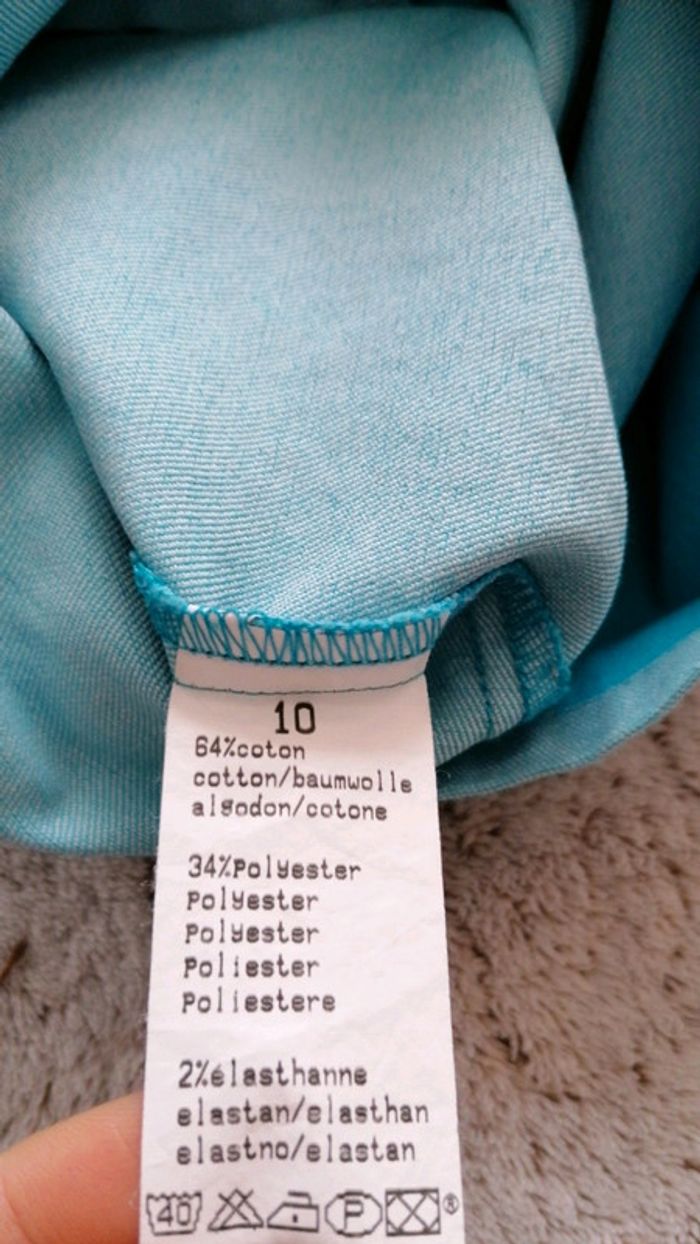 10
64%coton
cotton/baumwolle
algodon/cotone
34%Polyester
Polyester
Polyester
Poliester
Poliestere
2%élasthanne
elastan/elasthan
elastno/elastan
40 P ®